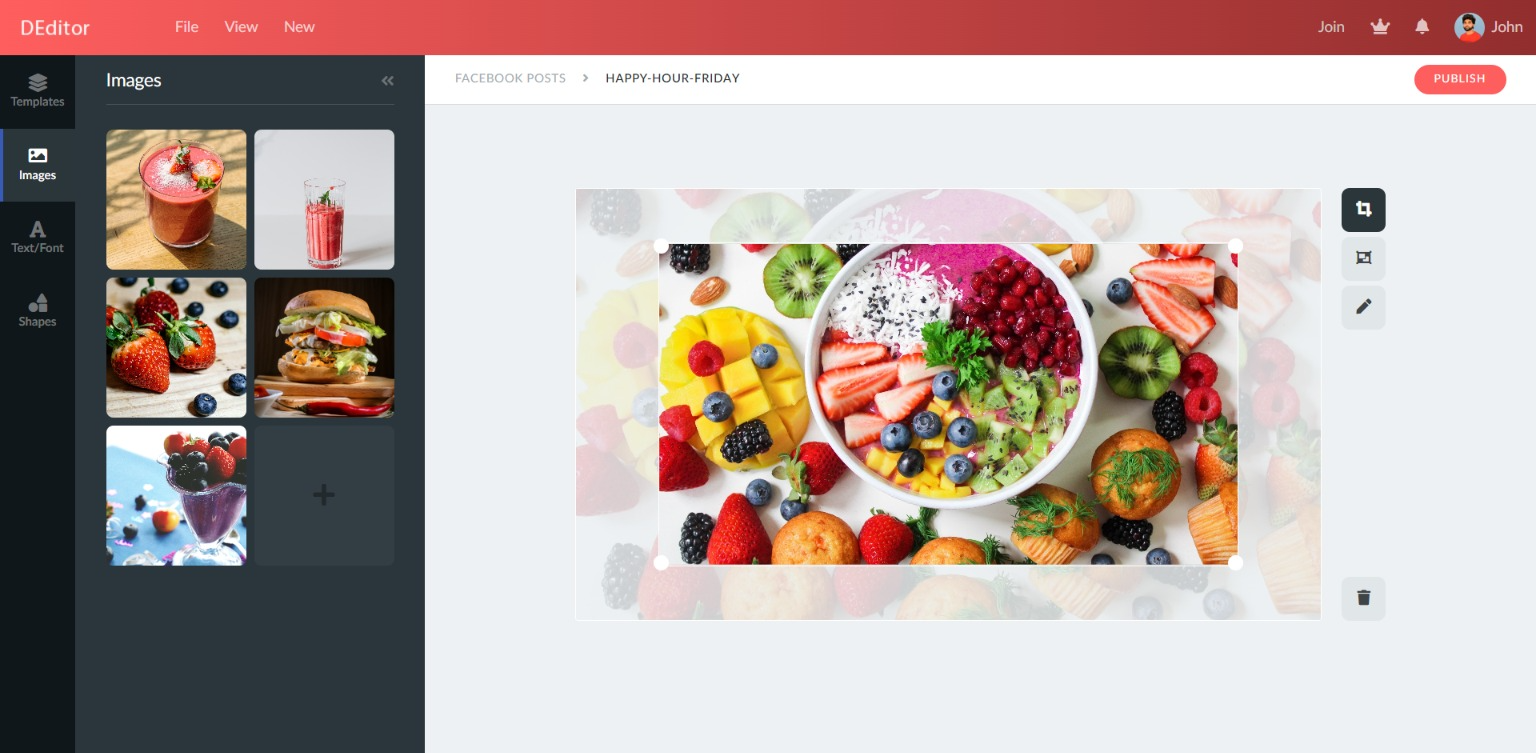 DEditor File View New Join John
Templates
Images
Text/Font
Shapes
Images
FACEBOOK POSTS HAPPY-HOUR-FRIDAY PUBLISH